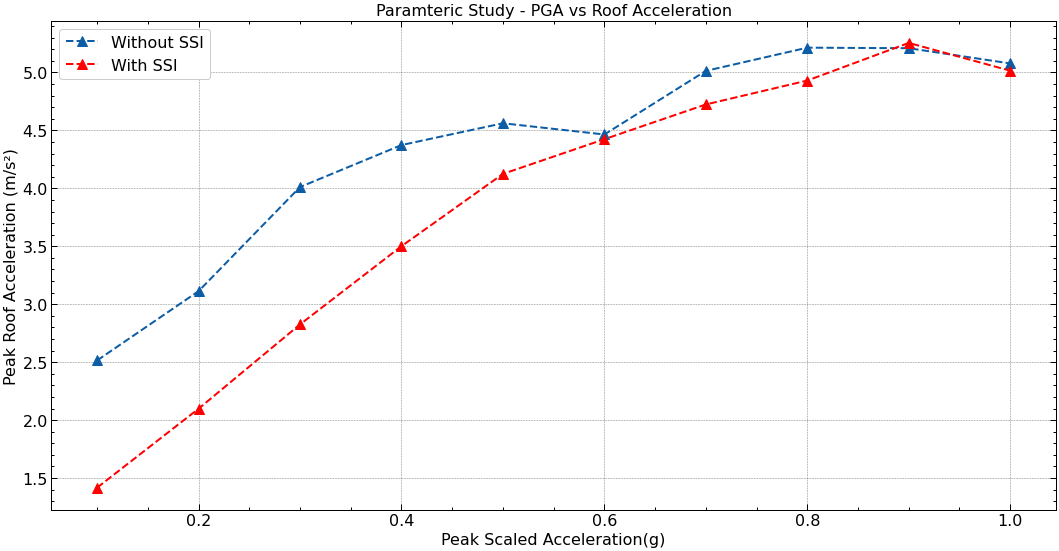 Paramteric Study - PGA vs Roof Acceleration
Without SSI
With SSI
Peak Roof Acceleration (m/s²)
5.0
4.5
4.0
3.5
3.0
2.5
2.0
1.5
0.2 0.4 0.6 0.8 1.0
Peak Scaled Acceleration(g)